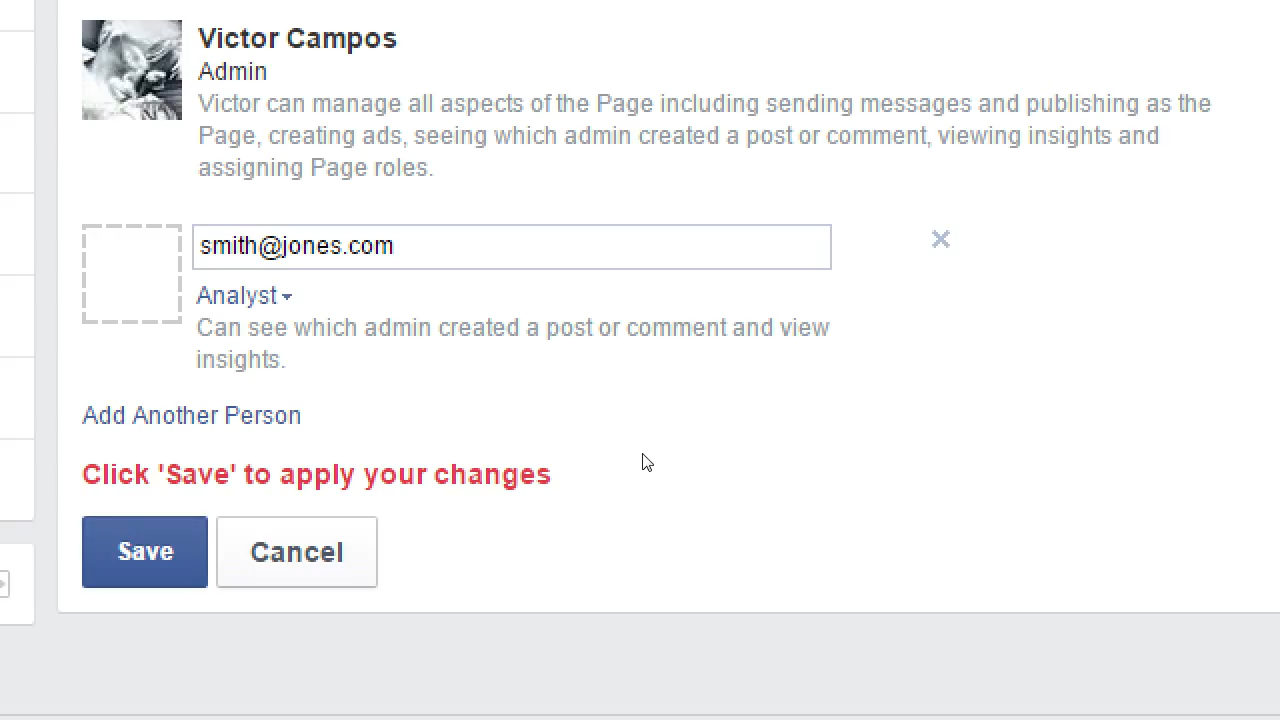 Victor Campos
Admin
Victor can manage all aspects of the Page including sending messages and publishing as the
Page, creating ads, seeing which admin created a post or comment, viewing insights and
assigning Page roles.
smith@jones.com
Analyst
Can see which admin created a post or comment and view
insights.
Add Another Person
Click 'Save' to apply your changes
Save Cancel